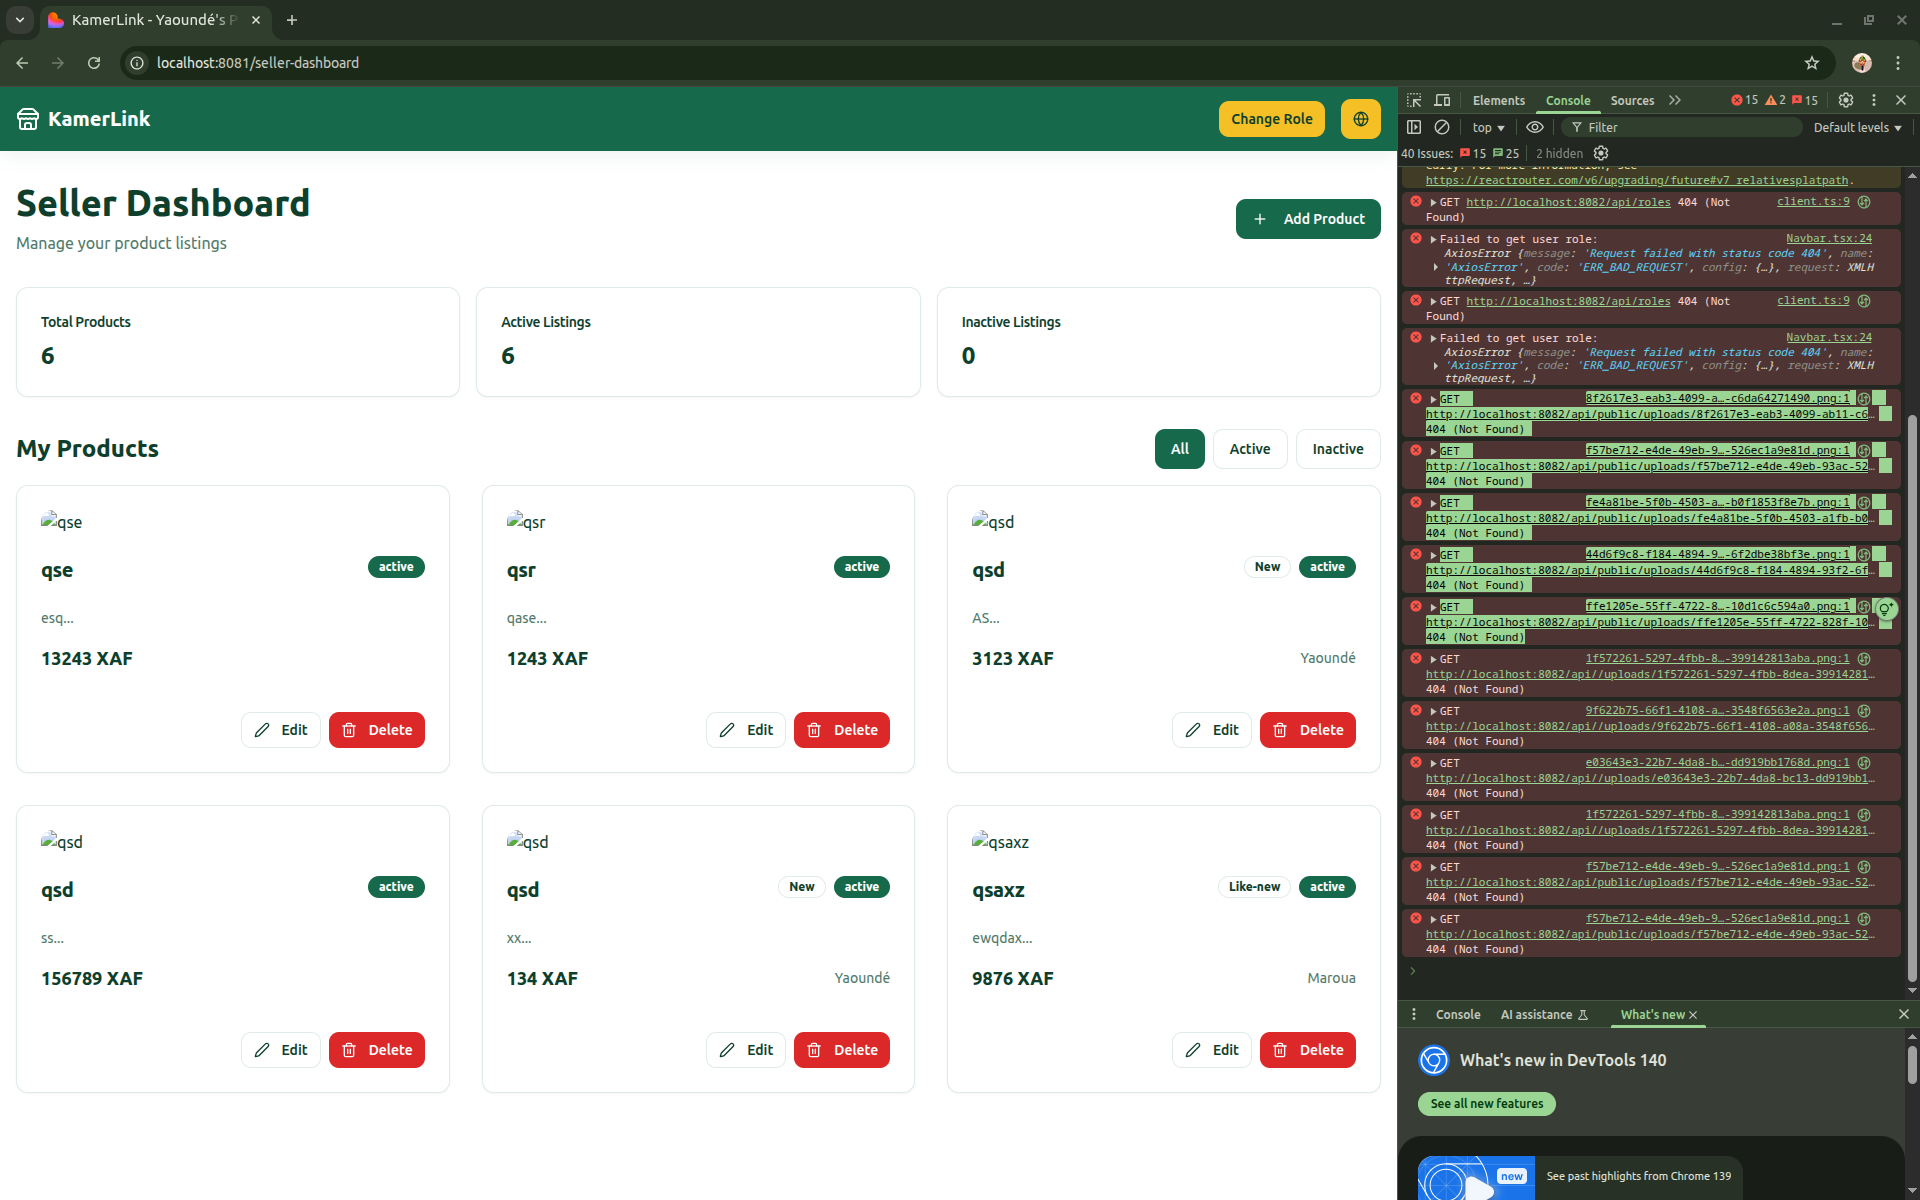 KamerLink - Yaoundé's P
localhost:8081/seller-dashboard
KamerLink
Change Role
Seller Dashboard
Manage your product listings
Add Product
Total Products
6
Active Listings
6
Inactive Listings
0
My Products
All
Active
Inactive
qse
qse
active
esq...
13243 XAF
Edit
Delete
qsr
qsr
active
qase...
1243 XAF
Edit
Delete
qsd
qsd
New
active
AS...
3123 XAF
Yaoundé
Edit
Delete
qsd
qsd
active
ss...
156789 XAF
Edit
Delete
qsd
qsd
New
active
xx...
134 XAF
Yaoundé
Edit
Delete
qsaxz
qsaxz
Like-new
active
ewqdax...
9876 XAF
Maroua
Edit
Delete
Elements
Console
Sources
15
2
15
top
Filter
Default levels
40 Issues:
15
25
2 hidden
https://reactrouter.com/v6/upgrading/future#v7_relativesplatpath.
GET http://localhost:8082/api/roles 404 (Not client.ts:9
Found)
Failed to get user role: Navbar.tsx:24
AxiosError {message: 'Request failed with status code 404', name:
'AxiosError', code: 'ERR_BAD_REQUEST', config: {…}, request: XMLH
ttpRequest, …}
GET http://localhost:8082/api/roles 404 (Not client.ts:9
Found)
Failed to get user role: Navbar.tsx:24
AxiosError {message: 'Request failed with status code 404', name:
'AxiosError', code: 'ERR_BAD_REQUEST', config: {…}, request: XMLH
ttpRequest, …}
GET 8f2617e3-eab3-4099-a…-c6da64271490.png:1
http://localhost:8082/api/public/uploads/8f2617e3-eab3-4099-ab11-c6…
404 (Not Found)
GET f57be712-e4de-49eb-9…-526ec1a9e81d.png:1
http://localhost:8082/api/public/uploads/f57be712-e4de-49eb-93ac-52…
404 (Not Found)
GET fe4a81be-5f0b-4503-a…-b0f1853f8e7b.png:1
http://localhost:8082/api/public/uploads/fe4a81be-5f0b-4503-a1fb-b0…
404 (Not Found)
GET 44d6f9c8-f184-4894-9…-6f2dbe38bf3e.png:1
http://localhost:8082/api/public/uploads/44d6f9c8-f184-4894-93f2-6f…
404 (Not Found)
GET ffe1205e-55ff-4722-8…-10d1c6c594a0.png:1
http://localhost:8082/api/public/uploads/ffe1205e-55ff-4722-828f-10…
404 (Not Found)
GET 1f572261-5297-4fbb-8…-399142813aba.png:1
http://localhost:8082/api//uploads/1f572261-5297-4fbb-8dea-39914281…
404 (Not Found)
GET 9f622b75-66f1-4108-a…-3548f6563e2a.png:1
http://localhost:8082/api//uploads/9f622b75-66f1-4108-a08a-3548f656…
404 (Not Found)
GET e03643e3-22b7-4da8-b…-dd919bb1768d.png:1
http://localhost:8082/api//uploads/e03643e3-22b7-4da8-bc13-dd919bb1…
404 (Not Found)
GET 1f572261-5297-4fbb-8…-399142813aba.png:1
http://localhost:8082/api//uploads/1f572261-5297-4fbb-8dea-39914281…
404 (Not Found)
GET f57be712-e4de-49eb-9…-526ec1a9e81d.png:1
http://localhost:8082/api/public/uploads/f57be712-e4de-49eb-93ac-52…
404 (Not Found)
GET f57be712-e4de-49eb-9…-526ec1a9e81d.png:1
http://localhost:8082/api/public/uploads/f57be712-e4de-49eb-93ac-52…
404 (Not Found)
Console
AI assistance
What's new
What's new in DevTools 140
See all new features
new
See past highlights from Chrome 139